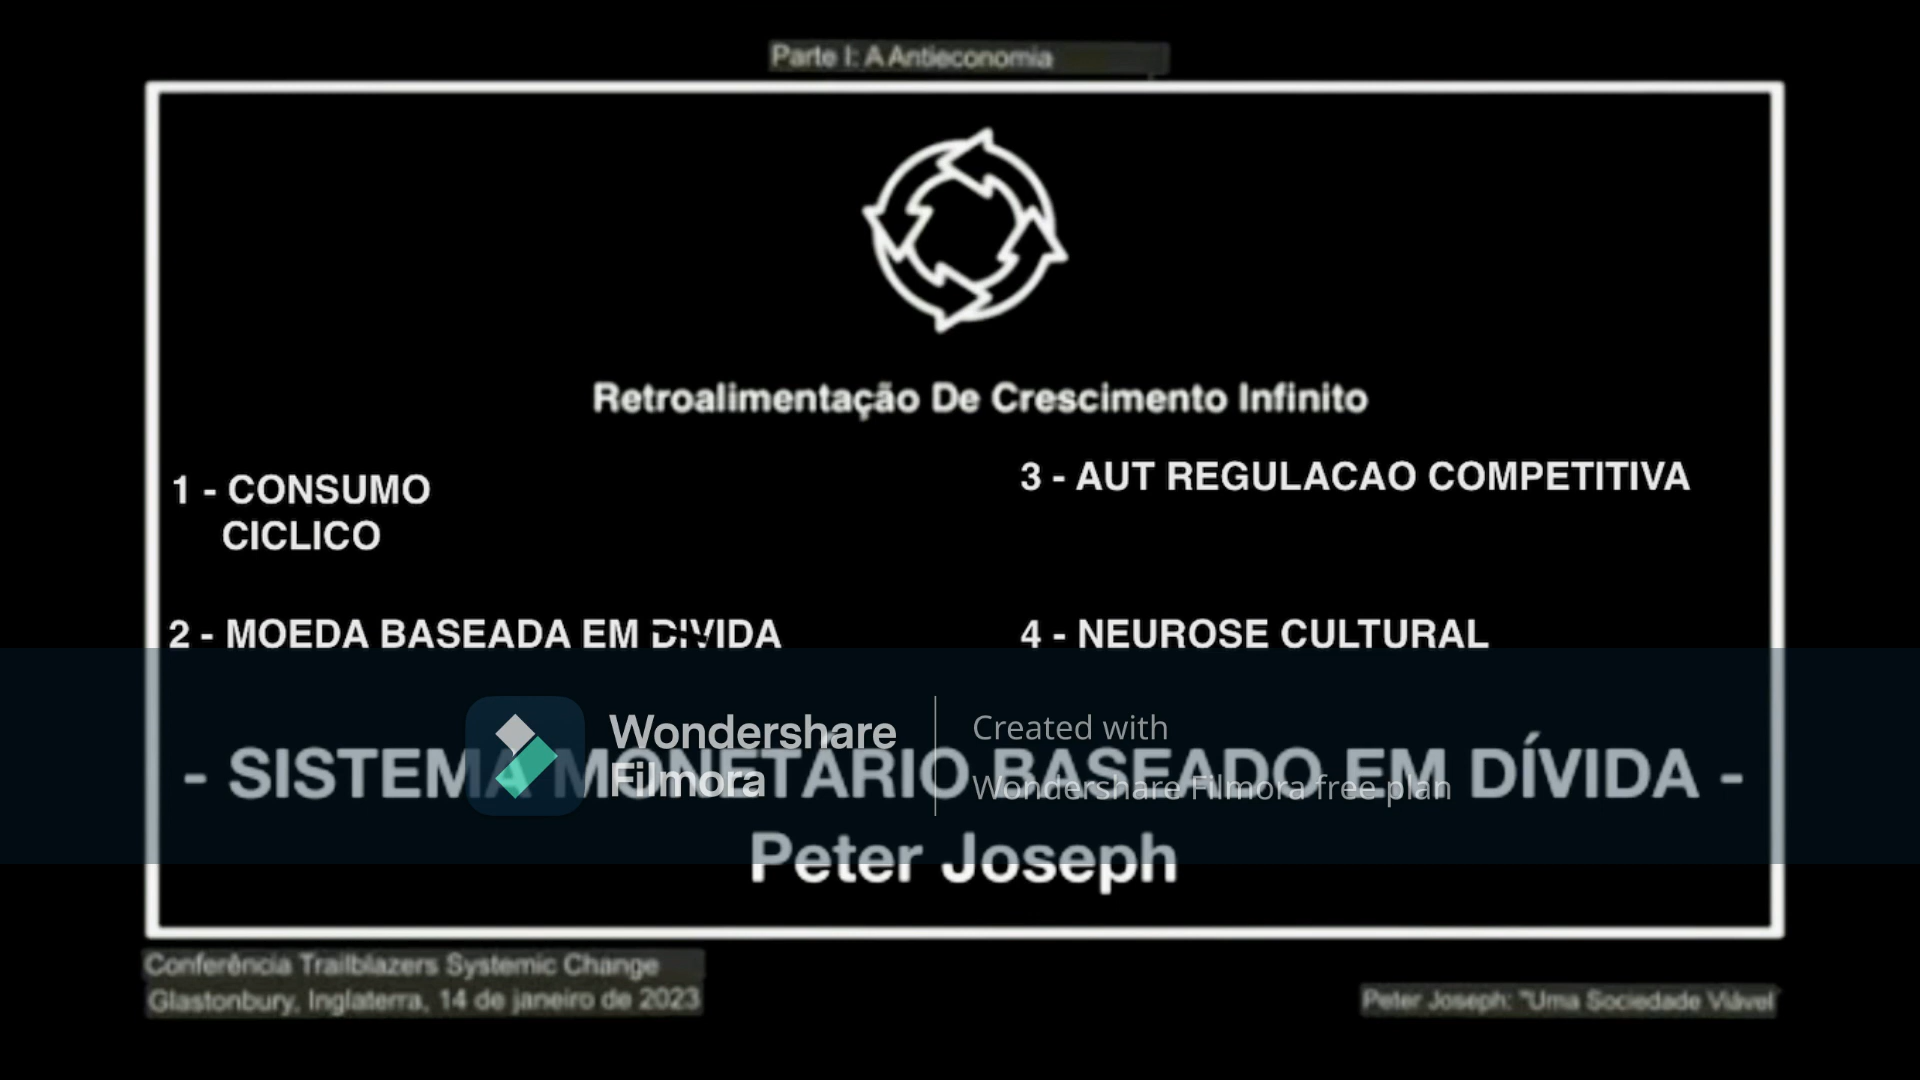 Parte I: A Antieconomia
Retroalimentação De Crescimento Infinito
1 - CONSUMO
CICLICO
3 - AUT REGULACAO COMPETITIVA
2 - MOEDA BASEADA EM DIVIDA
4 - NEUROSE CULTURAL
Wondershare
Filmora
Created with
Wondershare Filmora free plan
- SISTEMA MONETÁRIO BASEADO EM DÍVIDA -
Peter Joseph
Conferência Trailblazers Systemic Change
Glastonbury, Inglaterra, 14 de janeiro de 2023
Peter Joseph: "Uma Sociedade Viável